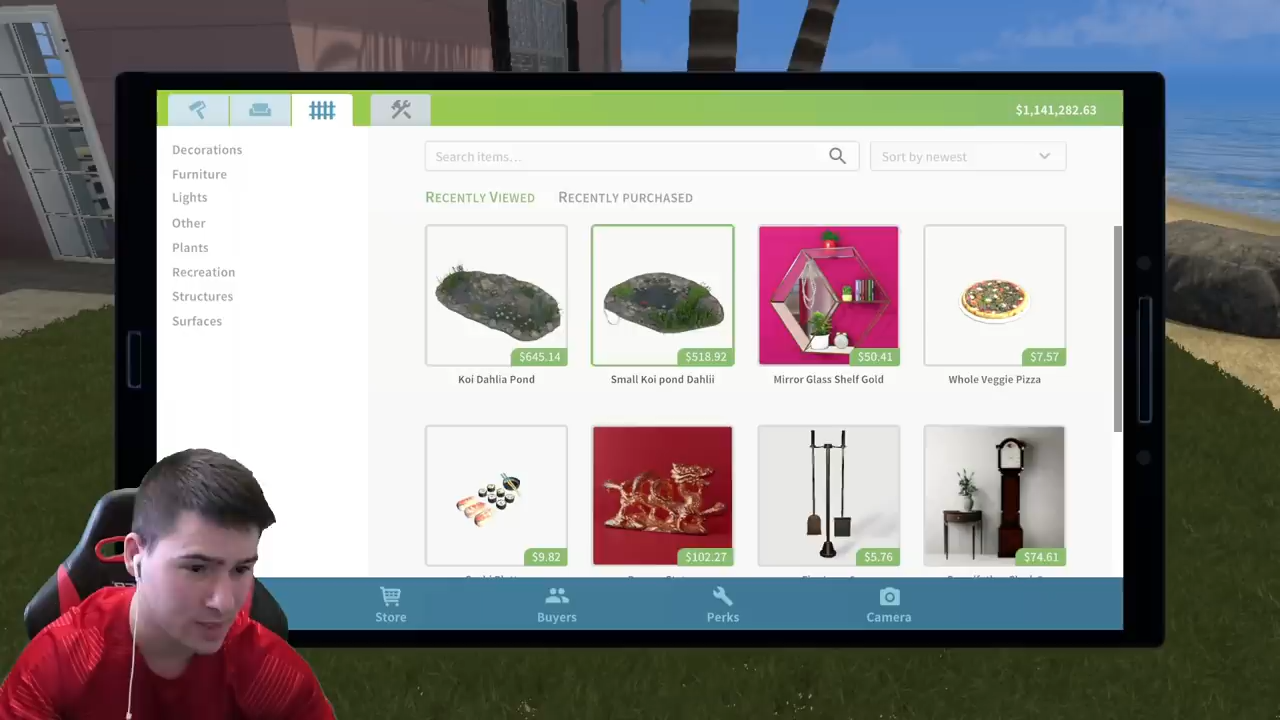 $1,141,282.63
Decorations
Furniture
Lights
Other
Plants
Recreation
Structures
Surfaces
Search items...
Sort by newest
RECENTLY VIEWED
RECENTLY PURCHASED
$645.14
$518.92
$50.41
$7.57
Koi Dahlia Pond
Small Koi pond Dahlii
Mirror Glass Shelf Gold
Whole Veggie Pizza
$9.82
$102.27
$5.76
$74.61
Store
Buyers
Perks
Camera